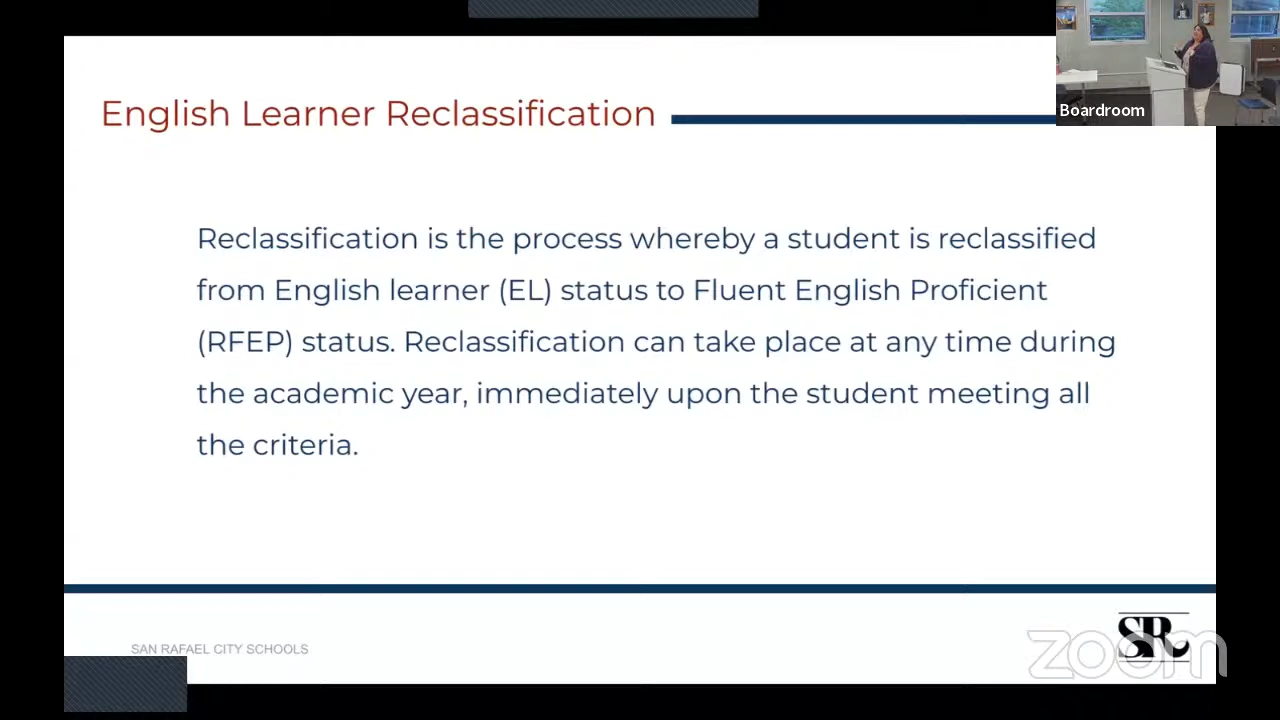 Boardroom
English Learner Reclassification
Reclassification is the process whereby a student is reclassified
from English learner (EL) status to Fluent English Proficient
(RFEP) status. Reclassification can take place at any time during
the academic year, immediately upon the student meeting all
the criteria.
SAN RAFAEL CITY SCHOOLS
SR
zoom